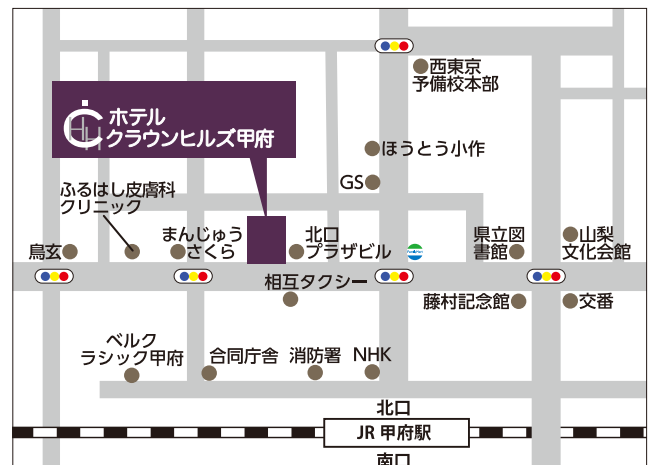 西東京
予備校本部
ホテル
クラウンヒルズ甲府
ほうとう小作
GS
ふるはし皮膚科
クリニック
まんじゅう
さくら
北口
プラザビル
県立図
書館
山梨
文化会館
鳥玄
相互タクシー
藤村記念館
交番
ベルク
ラシック甲府
合同庁舎
消防署
NHK
北口
JR 甲府駅
南口